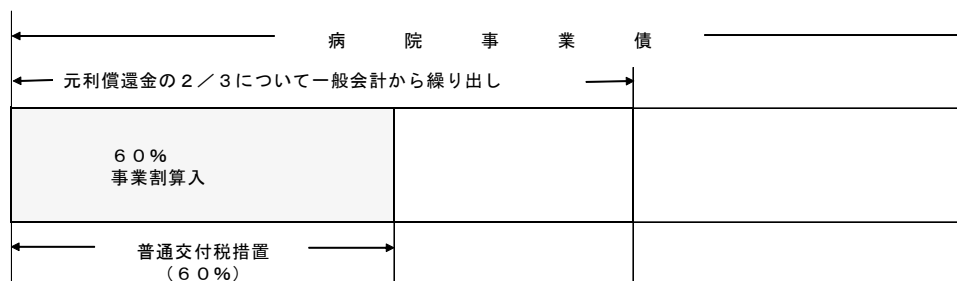 病院事業債
元利償還金の２／３について一般会計から繰り出し
６０％
事業割算入
普通交付税措置
（６０％）